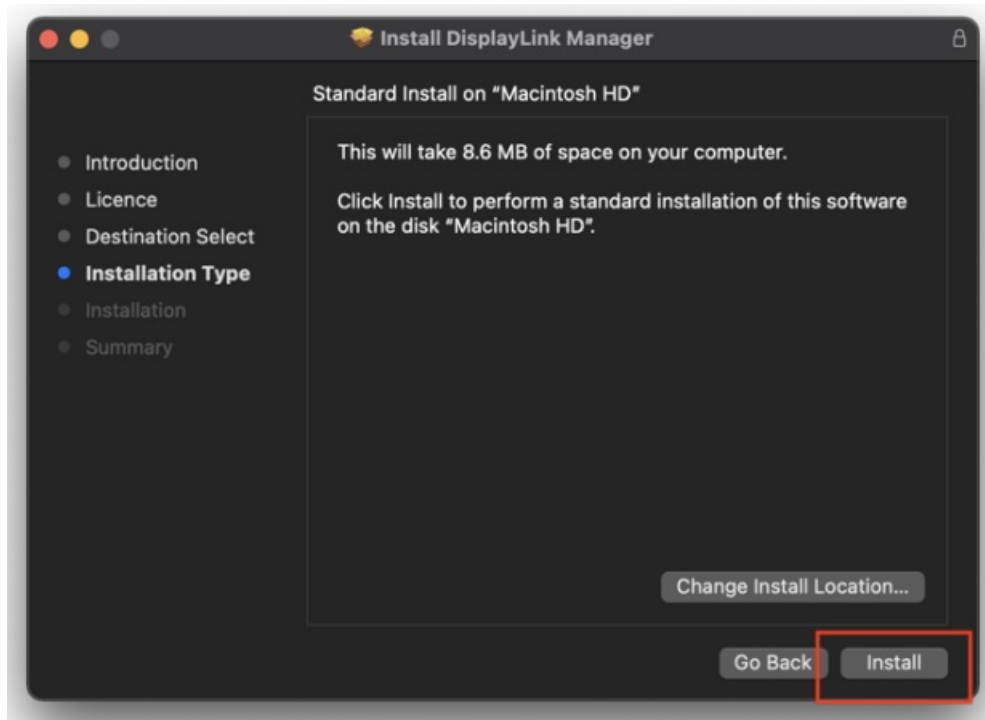 Install DisplayLink Manager
Standard Install on “Macintosh HD”
Introduction
Licence
Destination Select
Installation Type
Installation
Summary
This will take 8.6 MB of space on your computer.
Click Install to perform a standard installation of this software
on the disk “Macintosh HD”.
Change Install Location...
Go Back
Install